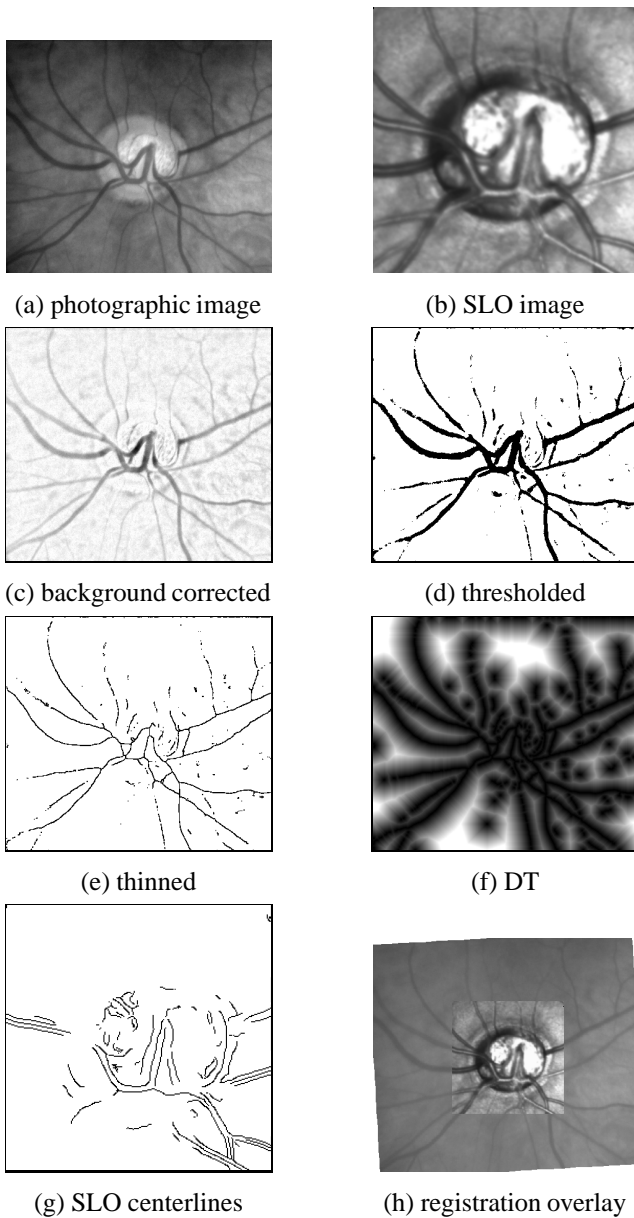 (a) photographic image
(b) SLO image
(c) background corrected
(d) thresholded
(e) thinned
(f) DT
(g) SLO centerlines
(h) registration overlay